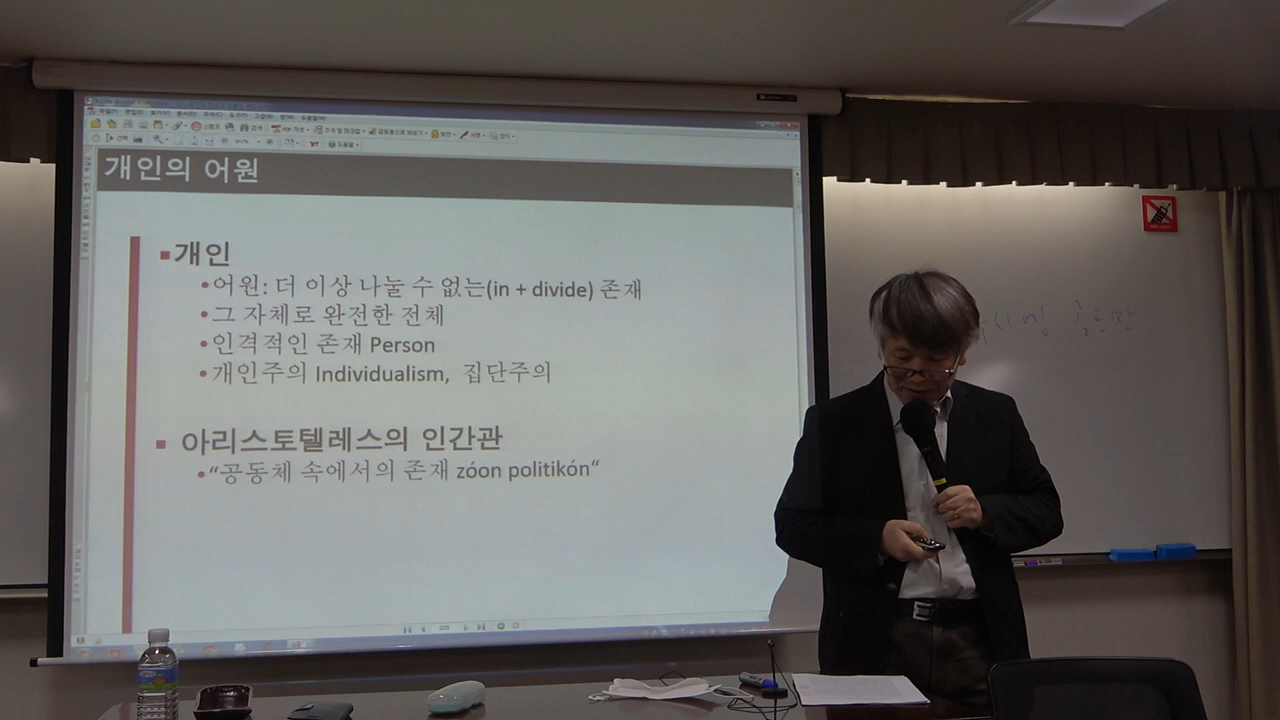 개인의 어원
▪개인
•어원: 더 이상 나눌 수 없는(in + divide) 존재
•그 자체로 완전한 전체
•인격적인 존재 Person
•개인주의 Individualism, 집단주의
▪ 아리스토텔레스의 인간관
•“공동체 속에서의 존재 zóon politikón“